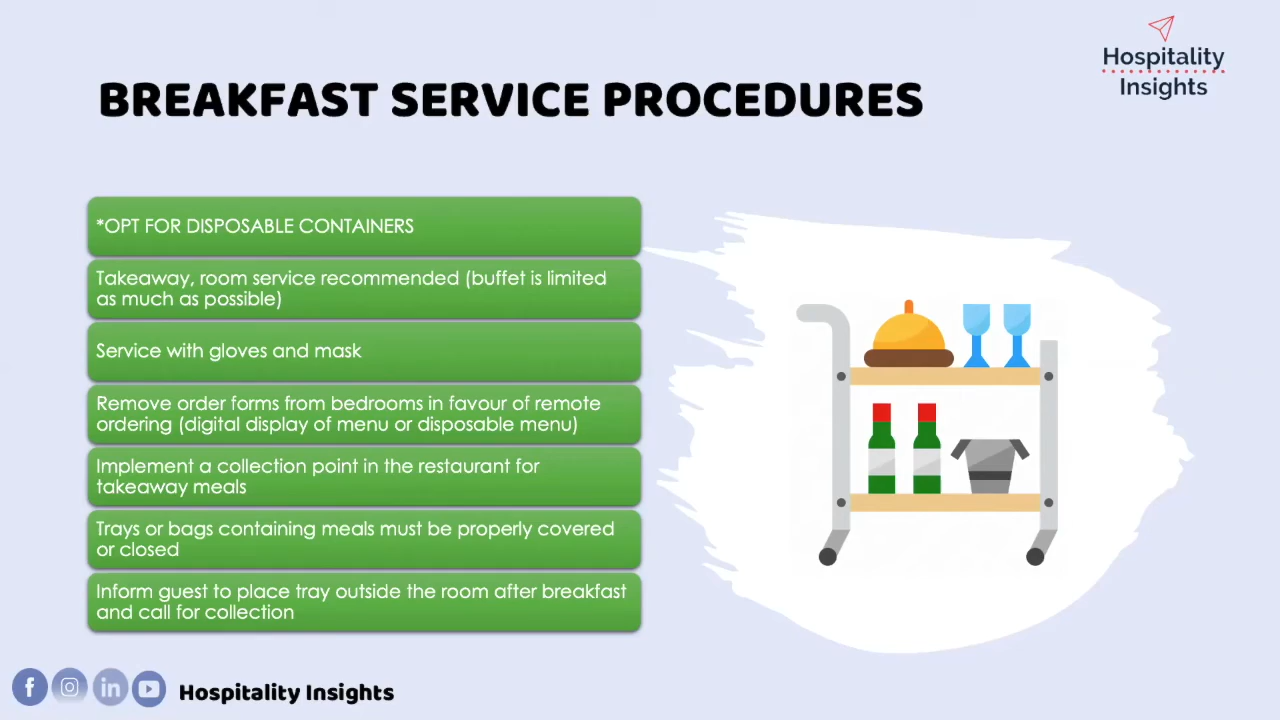 Hospitality
Insights
BREAKFAST SERVICE PROCEDURES
*OPT FOR DISPOSABLE CONTAINERS
Takeaway, room service recommended (buffet is limited
as much as possible)
Service with gloves and mask
Remove order forms from bedrooms in favour of remote
ordering (digital display of menu or disposable menu)
Implement a collection point in the restaurant for
takeaway meals
Trays or bags containing meals must be properly covered
or closed
Inform guest to place tray outside the room after breakfast
and call for collection
Hospitality Insights